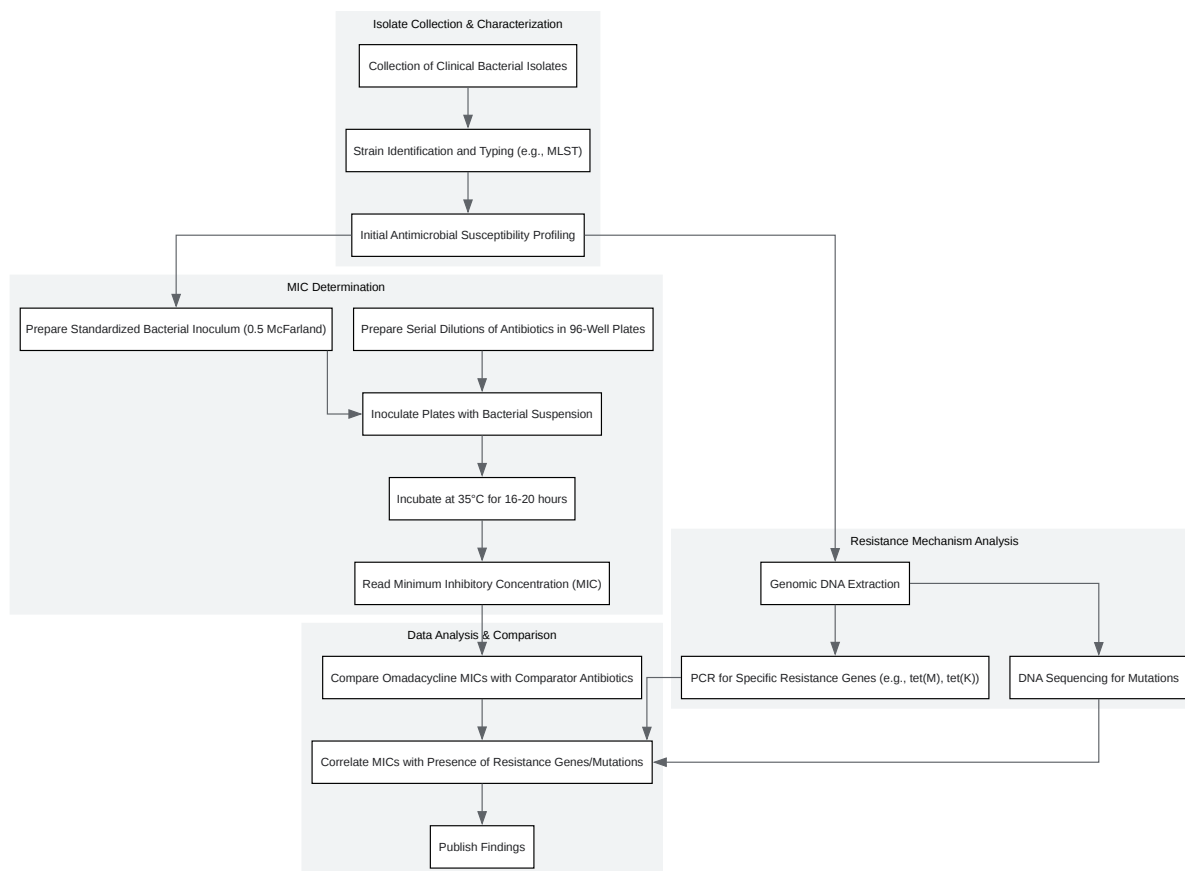 Isolate Collection & Characterization
Collection of Clinical Bacterial Isolates
Strain Identification and Typing (e.g., MLST)
Initial Antimicrobial Susceptibility Profiling
MIC Determination
Prepare Standardized Bacterial Inoculum (0.5 McFarland)
Prepare Serial Dilutions of Antibiotics in 96-Well Plates
Inoculate Plates with Bacterial Suspension
Incubate at 35°C for 16-20 hours
Read Minimum Inhibitory Concentration (MIC)
Resistance Mechanism Analysis
Genomic DNA Extraction
PCR for Specific Resistance Genes (e.g., tet(M), tet(K))
DNA Sequencing for Mutations
Data Analysis & Comparison
Compare Omadacycline MICs with Comparator Antibiotics
Correlate MICs with Presence of Resistance Genes/Mutations
Publish Findings